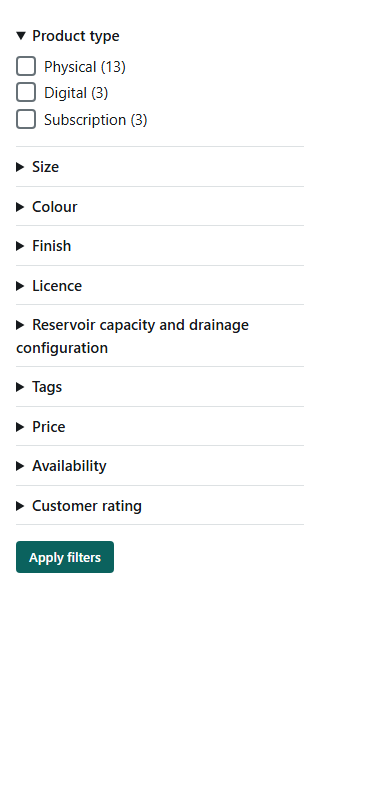 Product type
Physical (13)
Digital (3)
Subscription (3)
Size
Colour
Finish
Licence
Reservoir capacity and drainage
configuration
Tags
Price
Availability
Customer rating
Apply filters